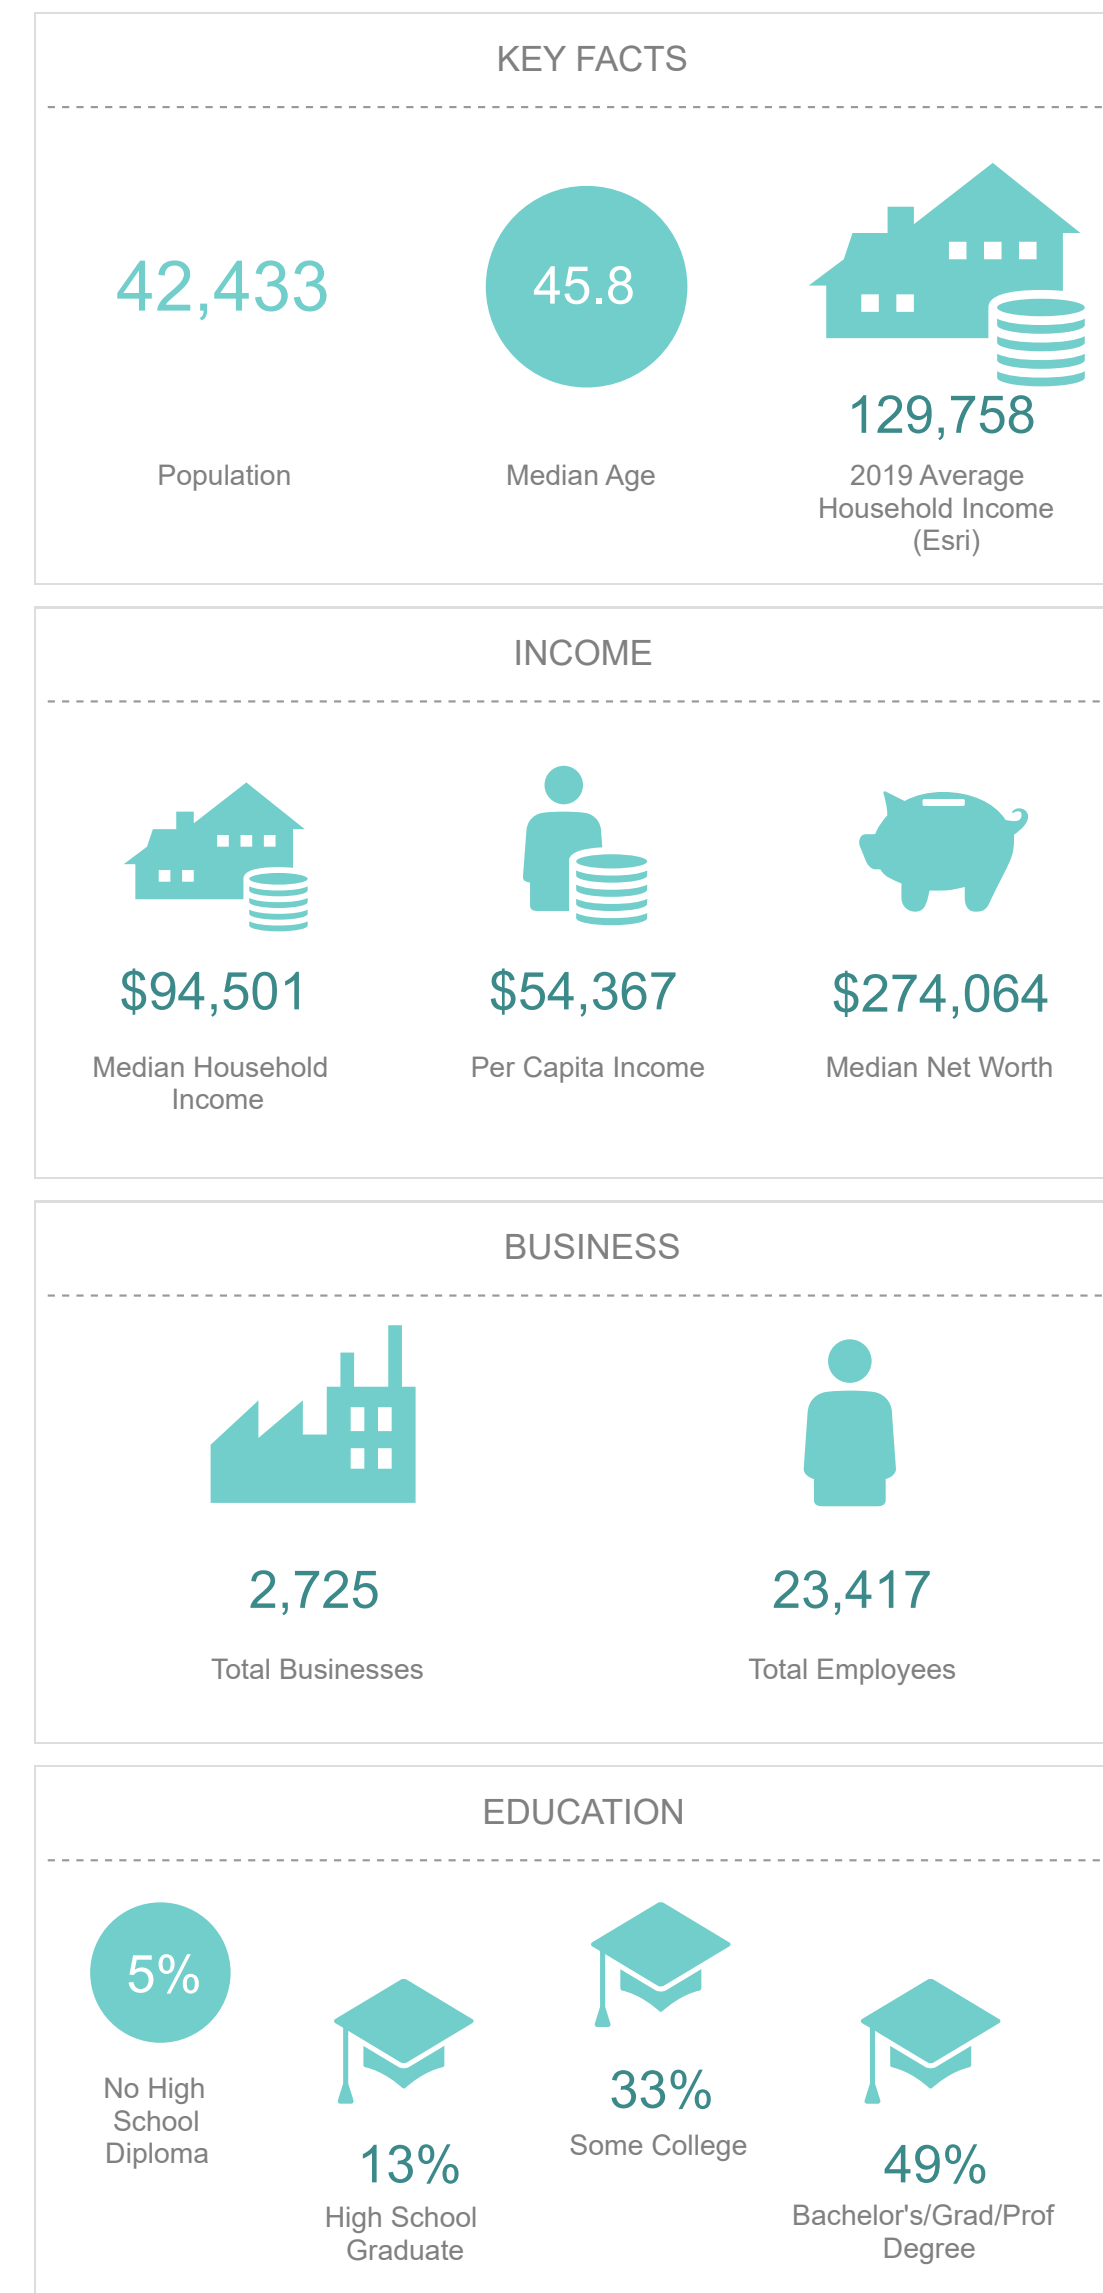 KEY FACTS
42,433
Population
45.8
Median Age
129,758
2019 Average
Household Income
(Esri)
INCOME
$94,501
Median Household
Income
$54,367
Per Capita Income
$274,064
Median Net Worth
BUSINESS
2,725
Total Businesses
23,417
Total Employees
EDUCATION
5%
No High
School
Diploma
13%
High School
Graduate
33%
Some College
49%
Bachelor's/Grad/Prof
Degree